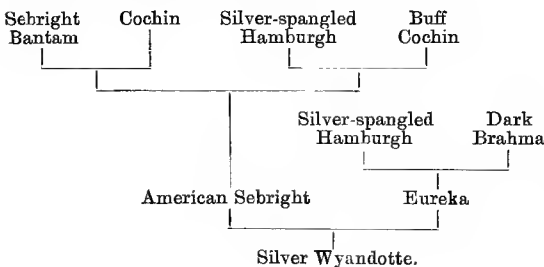 Sebright Cochin Silver-spangled Buff
Bantam Hamburgh Cochin
Silver-spangled Dark
Hamburgh Brahma
American Sebright Eureka
Silver Wyandotte.